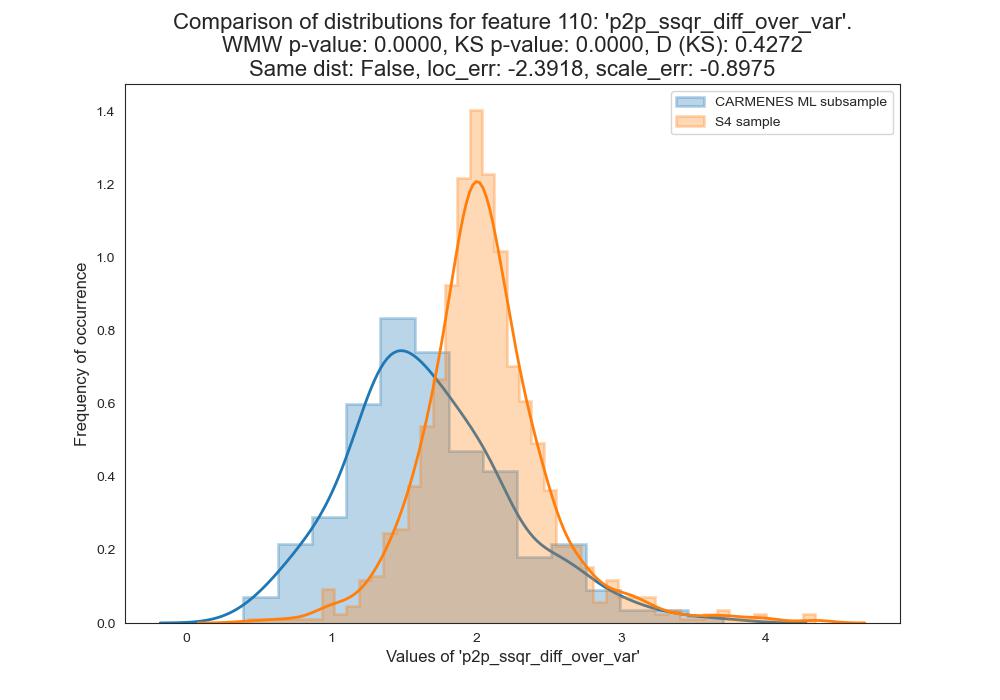 Comparison of distributions for feature 110: 'p2p_ssqr_diff_over_var'.
WMW p-value: 0.0000, KS p-value: 0.0000, D (KS): 0.4272
Same dist: False, loc_err: -2.3918, scale_err: -0.8975
CARMENES ML subsample
S4 sample
Frequency of occurrence
1.4
1.2
1.0
0.8
0.6
0.4
0.2
0.0
0 1 2 3 4
Values of 'p2p_ssqr_diff_over_var'